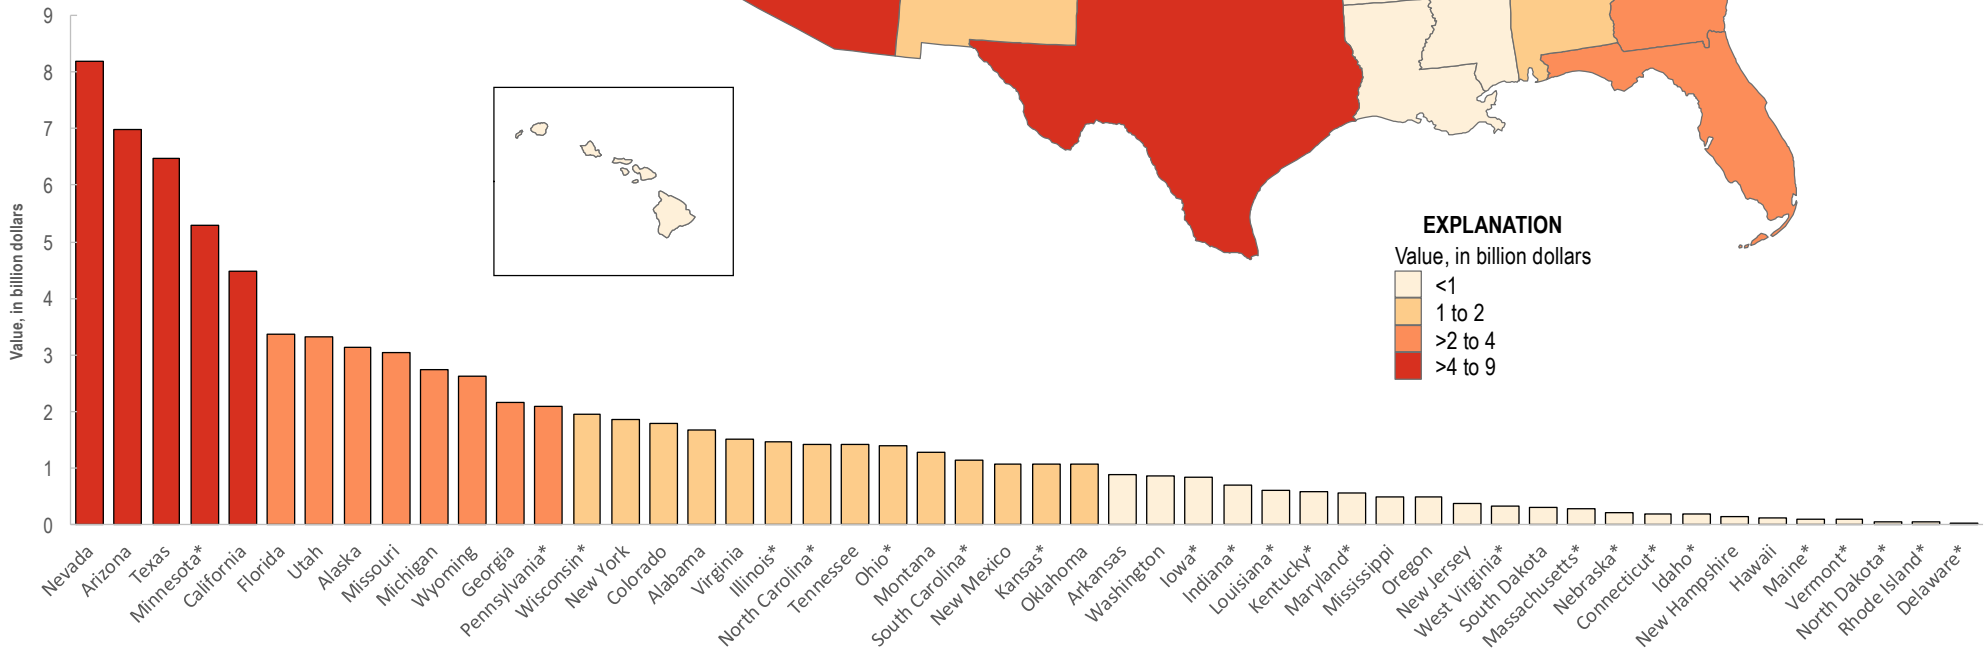 9
8
7
6
5
4
3
2
1
0
Value, in billion dollars
EXPLANATION
Value, in billion dollars
<1
1 to 2
>2 to 4
>4 to 9
Nevada
Arizona
Texas
Minnesota*
California
Florida
Utah
Alaska
Missouri
Michigan
Wyoming
Georgia
Pennsylvania*
Wisconsin*
New York
Colorado
Alabama
Virginia
Illinois*
North Carolina*
Tennessee
Ohio*
Montana
South Carolina*
New Mexico
Kansas*
Oklahoma
Arkansas
Washington
Iowa*
Indiana*
Louisiana*
Kentucky*
Maryland*
Mississippi
Oregon
New Jersey
West Virginia*
South Dakota
Massachusetts*
Nebraska*
Connecticut*
Idaho*
New Hampshire
Hawaii
Maine*
Vermont*
North Dakota*
Rhode Island*
Delaware*